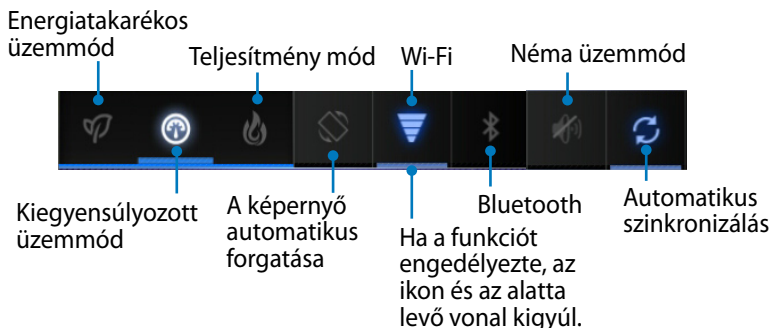 Energiatakarékos
üzemmód
Teljesítmény mód
Wi-Fi
Néma üzemmód
Kiegyensúlyozott
üzemmód
A képernyő
automatikus
forgatása
Ha a funkciót
engedélyezte, az
ikon és az alatta
levő vonal kigyúl.
Bluetooth
Automatikus
szinkronizálás